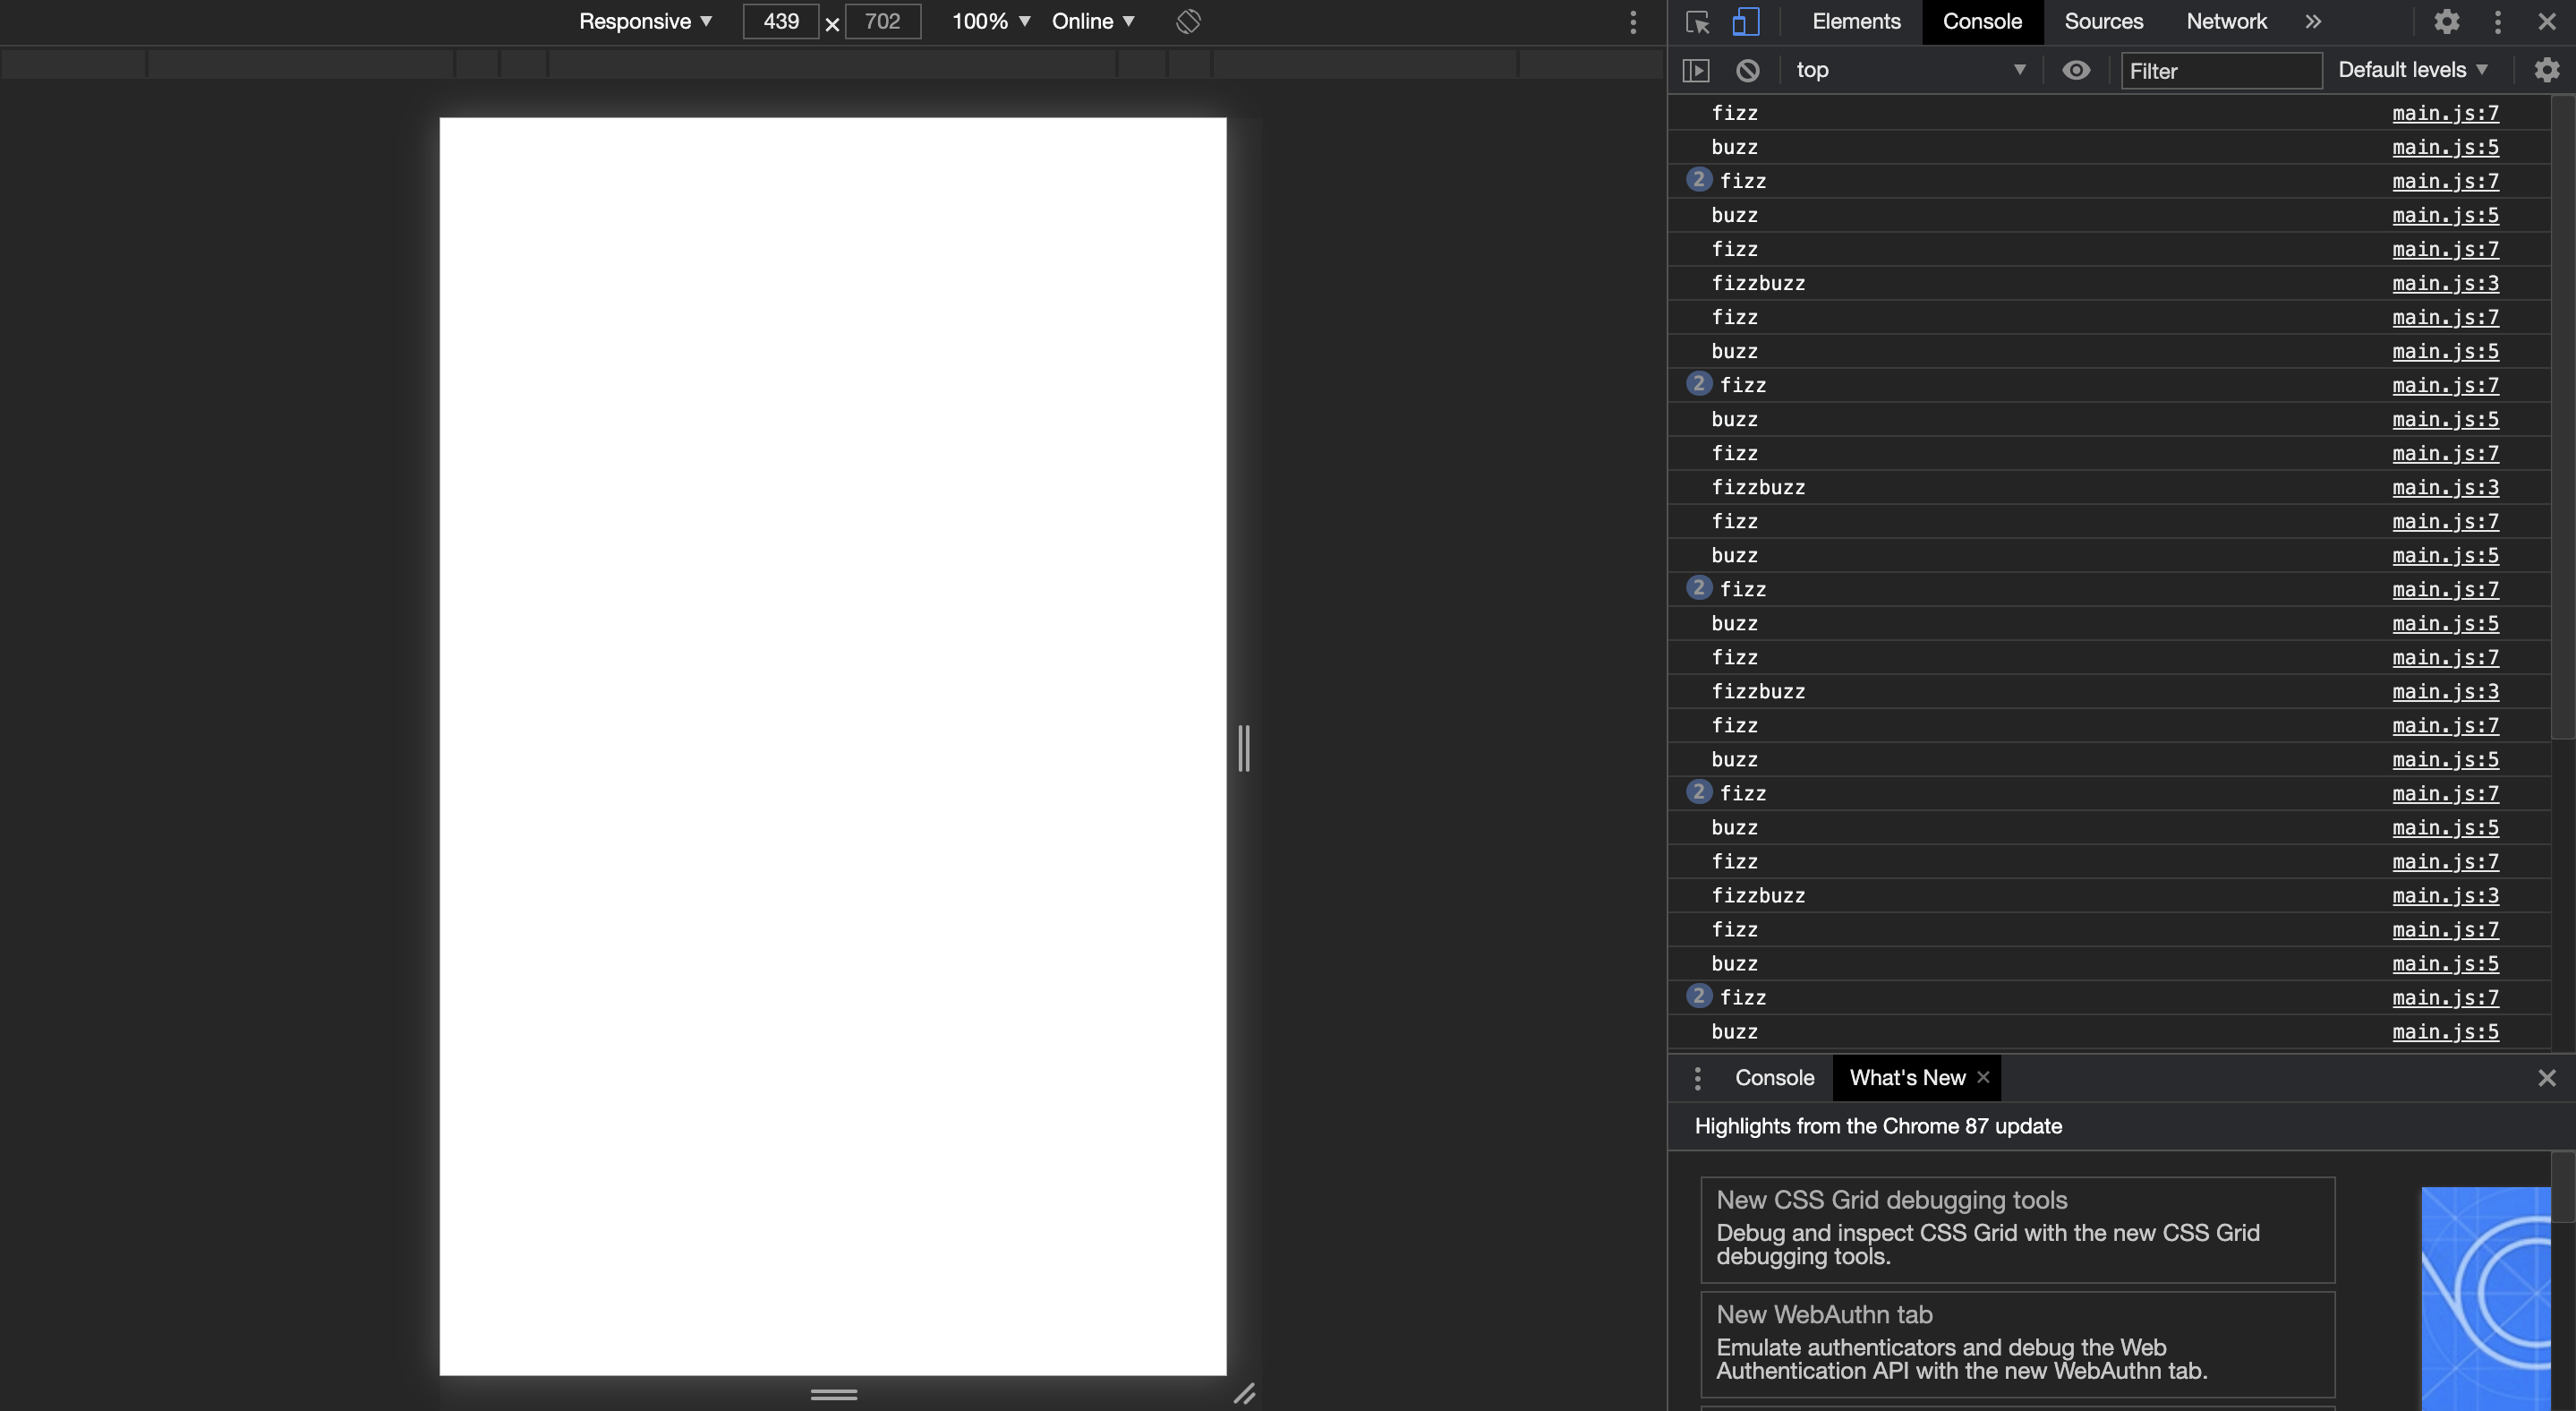 Responsive ▼ 439 × 702 100% ▼ Online ▼
Elements Console Sources Network »
top ▼ Filter Default levels ▼
fizz main.js:7
buzz main.js:5
2 fizz main.js:7
buzz main.js:5
fizz main.js:7
fizzbuzz main.js:3
fizz main.js:7
buzz main.js:5
2 fizz main.js:7
buzz main.js:5
fizz main.js:7
fizzbuzz main.js:3
fizz main.js:7
buzz main.js:5
2 fizz main.js:7
buzz main.js:5
fizz main.js:7
fizzbuzz main.js:3
fizz main.js:7
buzz main.js:5
2 fizz main.js:7
buzz main.js:5
fizz main.js:7
fizzbuzz main.js:3
fizz main.js:7
buzz main.js:5
2 fizz main.js:7
buzz main.js:5
Console What's New ×
Highlights from the Chrome 87 update
New CSS Grid debugging tools
Debug and inspect CSS Grid with the new CSS Grid
debugging tools.
New WebAuthn tab
Emulate authenticators and debug the Web
Authentication API with the new WebAuthn tab.